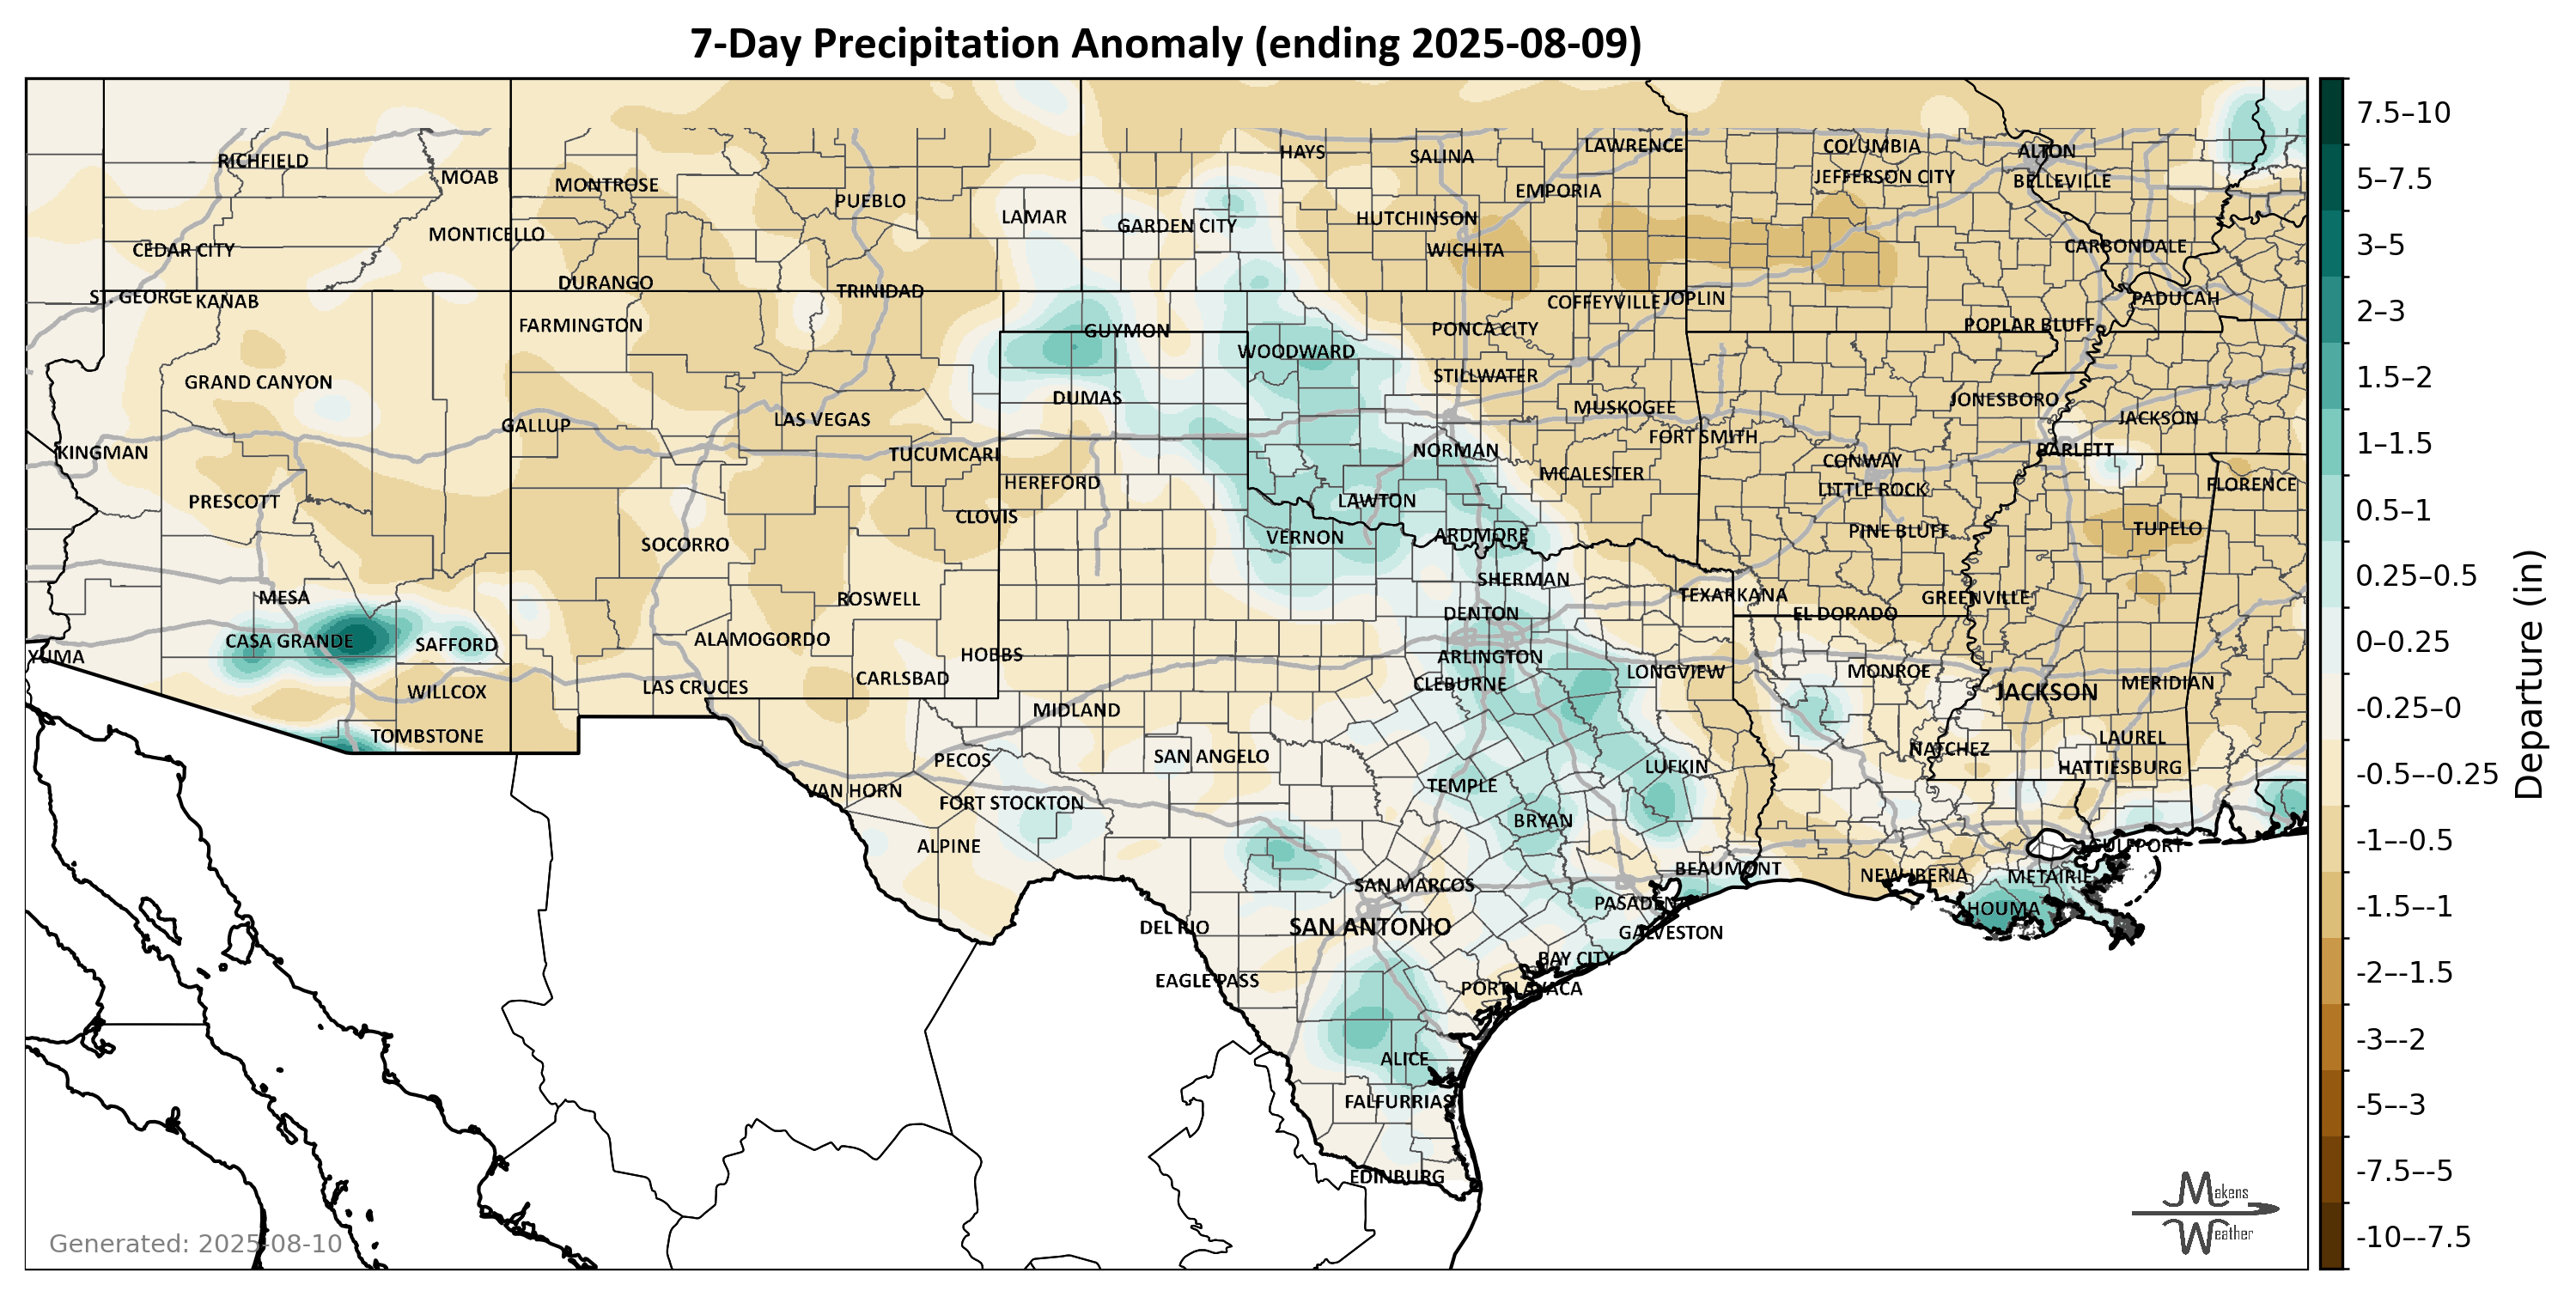 7-Day Precipitation Anomaly (ending 2025-08-09)
7.5–10
5–7.5
3–5
2–3
1.5–2
1–1.5
0.5–1
0.25–0.5
0–0.25
-0.25–0
-0.5–-0.25
-1–-0.5
-1.5–-1
-2–-1.5
-3–-2
-5–-3
-7.5–-5
-10–-7.5
Departure (in)
RICHFIELD
MOAB
MONTROSE
PUEBLO
LAMAR
HAYS
SALINA
LAWRENCE
COLUMBIA
ALTON
JEFFERSON CITY
BELLEVILLE
EMPORIA
GARDEN CITY
HUTCHINSON
WICHITA
CEDAR CITY
MONTICELLO
CARBONDALE
DURANGO
TRINIDAD
ST. GEORGE
KANAB
COFFEYVILLE
JOPLIN
PADUCAH
FARMINGTON
GUYMON
PONCA CITY
POPLAR BLUFF
WOODWARD
GRAND CANYON
STILLWATER
DUMAS
MUSKOGEE
JONESBORO
GALLUP
LAS VEGAS
JACKSON
FORT SMITH
KINGMAN
TUCUMCARI
NORMAN
BARLETT
CONWAY
HEREFORD
MCALESTER
LITTLE ROCK
FLORENCE
PRESCOTT
LAWTON
CLOVIS
PINE BLUFF
TUPELO
SOCORRO
VERNON
ARDMORE
SHERMAN
MESA
ROSWELL
TEXARKANA
GREENVILLE
DENTON
EL DORADO
CASA GRANDE
SAFFORD
ALAMOGORDO
YUMA
HOBBS
ARLINGTON
LONGVIEW
MONROE
CARLSBAD
CLEBURNE
MERIDIAN
WILLCOX
LAS CRUCES
JACKSON
MIDLAND
TOMBSTONE
LAUREL
NATCHEZ
PECOS
SAN ANGELO
LUFKIN
HATTIESBURG
VAN HORN
FORT STOCKTON
TEMPLE
BRYAN
ALPINE
GULFPORT
BEAUMONT
SAN MARCOS
NEW IBERIA
METAIRIE
PASADENA
HOUMA
DEL RIO
SAN ANTONIO
GALVESTON
BAY CITY
EAGLE PASS
PORT LAVACA
ALICE
FALFURRIAS
EDINBURG
Makens
Weather
Generated: 2025-08-10